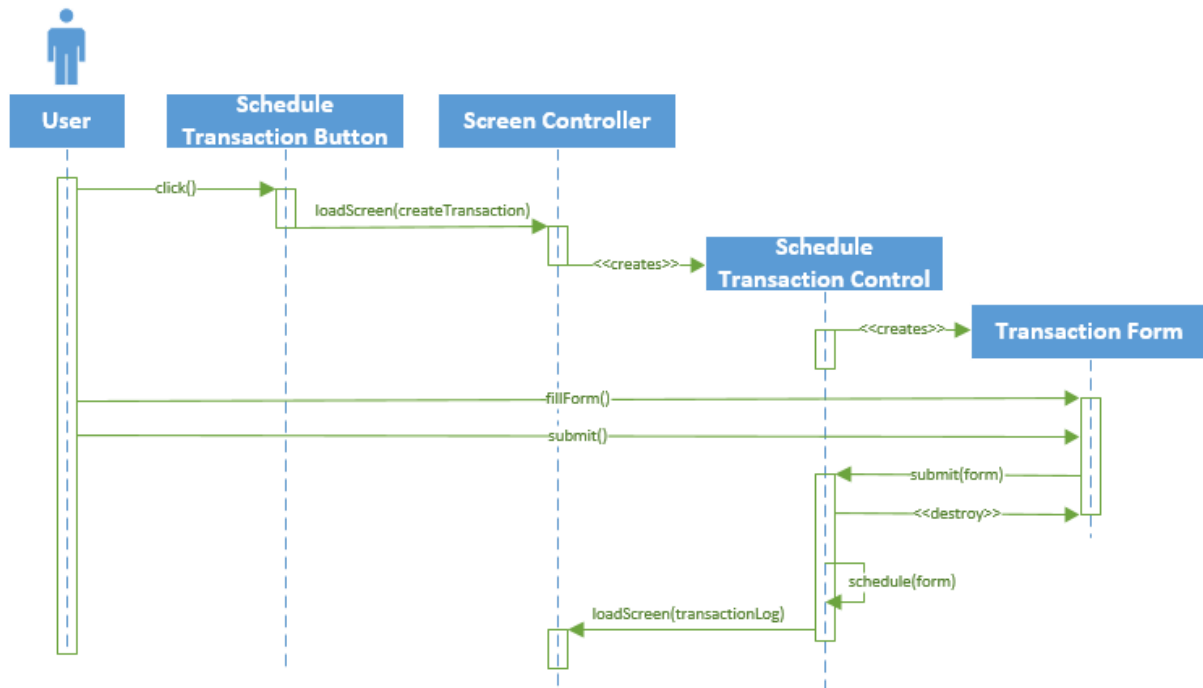 User
Schedule
Transaction Button
Screen Controller
click()
loadScreen(createTransaction)
<<creates>>
Schedule
Transaction Control
<<creates>>
Transaction Form
fillForm()
submit()
submit(form)
<<destroy>>
schedule(form)
loadScreen(transactionLog)